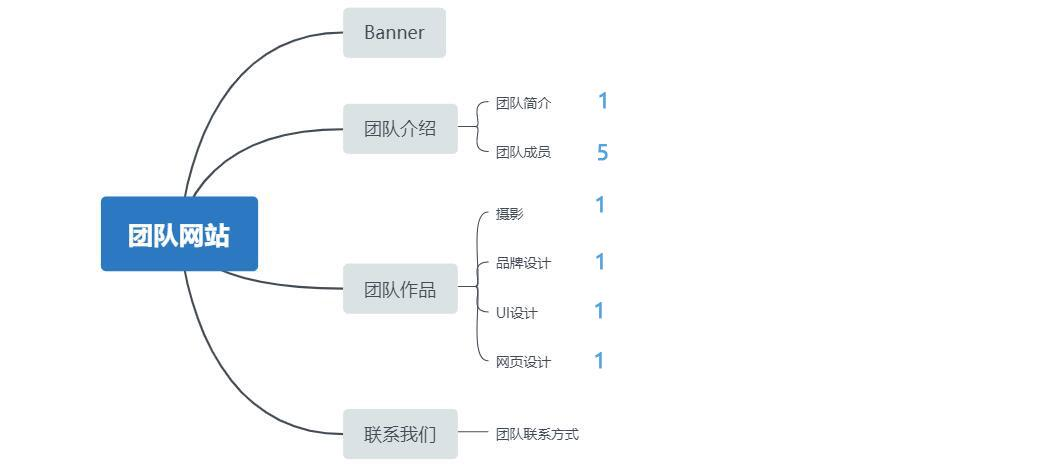 Banner
团队介绍
团队简介 1
团队成员 5
团队网站
团队作品
摄影 1
品牌设计 1
UI设计 1
网页设计 1
联系我们
团队联系方式